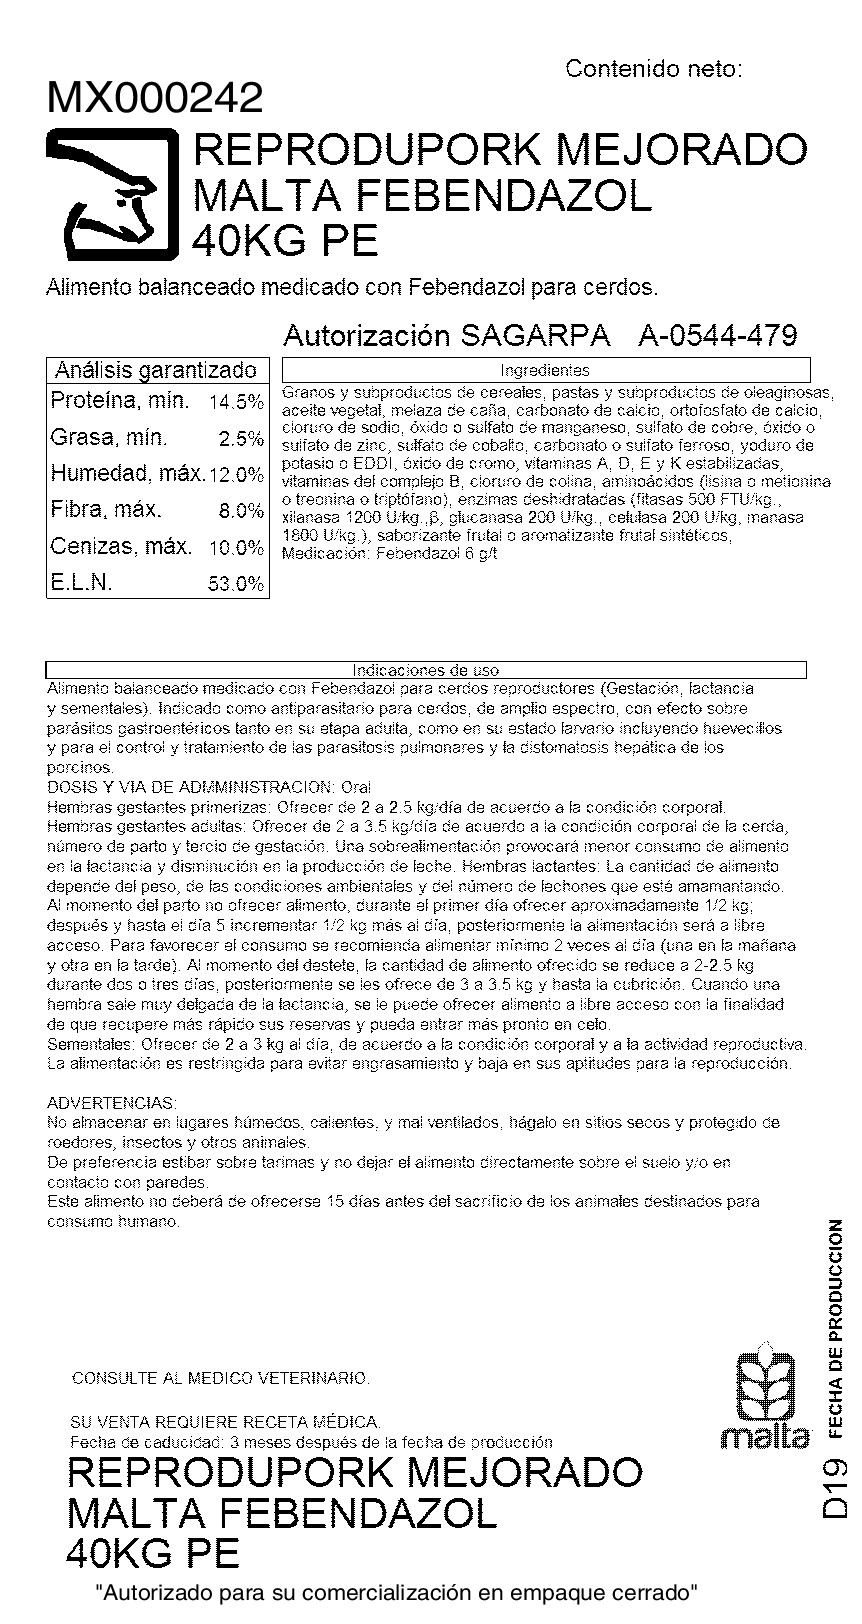 Contenido neto:
MX000242
REPRODUPORK MEJORADO
MALTA FEBENDAZOL
40KG PE
Alimento balanceado medicado con Febendazol para cerdos.
Autorización SAGARPA A-0544-479
Análisis garantizado
Proteína, mín. 14.5%
Grasa, mín. 2.5%
Humedad, máx. 12.0%
Fibra, máx. 8.0%
Cenizas, máx. 10.0%
E.L.N. 53.0%
Ingredientes
Granos y subproductos de cereales, pastas y subproductos de oleaginosas,
aceite vegetal, melaza de caña, carbonato de calcio, ortofosfato de calcio,
cloruro de sodio, óxido o sulfato de manganeso, sulfato de cobre, óxido o
sulfato de zinc, sulfato de cobalto, carbonato o sulfato ferroso, yoduro de
potasio o EDDI, óxido de cromo, vitaminas A, D, E y K estabilizadas,
vitaminas del complejo B, cloruro de colina, aminoácidos (lisina o metionina
o treonina o triptófano), enzimas deshidratadas (fitasas 500 FTU/kg.,
xilanasa 1200 U/kg.,β, glucanasa 200 U/kg., celulasa 200 U/kg, manasa
1800 U/kg.), saborizante frutal o aromatizante frutal sintéticos,
Medicación: Febendazol 6 g/t
Indicaciones de uso
Alimento balanceado medicado con Febendazol para cerdos reproductores (Gestación, lactancia
y sementales). Indicado como antiparasitario para cerdos, de amplio espectro, con efecto sobre
parásitos gastroentéricos tanto en su etapa adulta, como en su estado larvario incluyendo huevecillos
y para el control y tratamiento de las parasitosis pulmonares y la distomatosis hepática de los
porcinos.
DOSIS Y VIA DE ADMMINISTRACION: Oral
Hembras gestantes primerizas: Ofrecer de 2 a 2.5 kg/día de acuerdo a la condición corporal.
Hembras gestantes adultas: Ofrecer de 2 a 3.5 kg/día de acuerdo a la condición corporal de la cerda,
número de parto y tercio de gestación. Una sobrealimentación provocará menor consumo de alimento
en la lactancia y disminución en la producción de leche. Hembras lactantes: La cantidad de alimento
depende del peso, de las condiciones ambientales y del número de lechones que esté amamantando.
Al momento del parto no ofrecer alimento, durante el primer día ofrecer aproximadamente 1/2 kg;
después y hasta el día 5 incrementar 1/2 kg más al día, posteriormente la alimentación será a libre
acceso. Para favorecer el consumo se recomienda alimentar mínimo 2 veces al día (una en la mañana
y otra en la tarde). Al momento del destete, la cantidad de alimento ofrecido se reduce a 2-2.5 kg
durante dos o tres días, posteriormente se les ofrece de 3 a 3.5 kg y hasta la cubrición. Cuando una
hembra sale muy delgada de la lactancia, se le puede ofrecer alimento a libre acceso con la finalidad
de que recupere más rápido sus reservas y pueda entrar más pronto en celo.
Sementales: Ofrecer de 2 a 3 kg al día, de acuerdo a la condición corporal y a la actividad reproductiva.
La alimentación es restringida para evitar engrasamiento y baja en sus aptitudes para la reproducción.
ADVERTENCIAS:
No almacenar en lugares húmedos, calientes, y mal ventilados, hágalo en sitios secos y protegido de
roedores, insectos y otros animales.
De preferencia estibar sobre tarimas y no dejar el alimento directamente sobre el suelo y/o en
contacto con paredes.
Este alimento no deberá de ofrecerse 15 días antes del sacrificio de los animales destinados para
consumo humano.
CONSULTE AL MEDICO VETERINARIO.
SU VENTA REQUIERE RECETA MÉDICA.
Fecha de caducidad: 3 meses después de la fecha de producción
REPRODUPORK MEJORADO
MALTA FEBENDAZOL
40KG PE
malta
D19 FECHA DE PRODUCCION
"Autorizado para su comercialización en empaque cerrado"